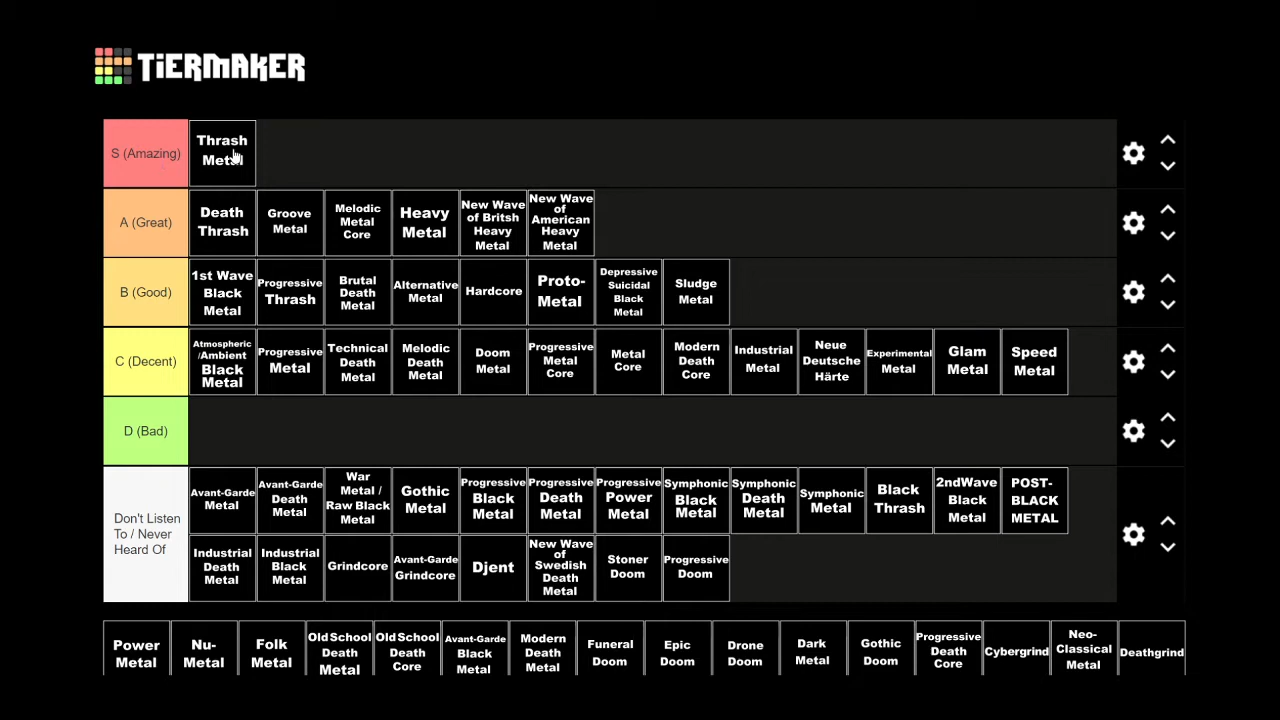 TIERMAKER
S (Amazing)
Thrash
Metal
A (Great)
Death
Thrash
Groove
Metal
Melodic
Metal
Core
Heavy
Metal
New Wave
of Britsh
Heavy
Metal
New Wave
of
American
Heavy
Metal
B (Good)
1st Wave
Black
Metal
Progressive
Thrash
Brutal
Death
Metal
Alternative
Metal
Hardcore
Proto-
Metal
Depressive
Suicidal
Black
Metal
Sludge
Metal
C (Decent)
Atmospheric
/Ambient
Black
Metal
Progressive
Metal
Technical
Death
Metal
Melodic
Death
Metal
Doom
Metal
Progressive
Metal
Core
Metal
Core
Modern
Death
Core
Industrial
Metal
Neue
Deutsche
Härte
Experimental
Metal
Glam
Metal
Speed
Metal
D (Bad)
Don't Listen
To / Never
Heard Of
Avant-Garde
Metal
Avant-Garde
Death
Metal
War
Metal /
Raw Black
Metal
Gothic
Metal
Progressive
Black
Metal
Progressive
Death
Metal
Progressive
Power
Metal
Symphonic
Black
Metal
Symphonic
Death
Metal
Symphonic
Metal
Black
Thrash
2ndWave
Black
Metal
POST-
BLACK
METAL
Industrial
Death
Metal
Industrial
Black
Metal
Grindcore
Avant-Garde
Grindcore
Djent
New Wave
of
Swedish
Death
Metal
Stoner
Doom
Progressive
Doom
Power
Metal
Nu-
Metal
Folk
Metal
Old School
Death
Metal
Old School
Death
Core
Avant-Garde
Black
Metal
Modern
Death
Metal
Funeral
Doom
Epic
Doom
Drone
Doom
Dark
Metal
Gothic
Doom
Progressive
Death
Core
Cybergrind
Neo-
Classical
Metal
Deathgrind